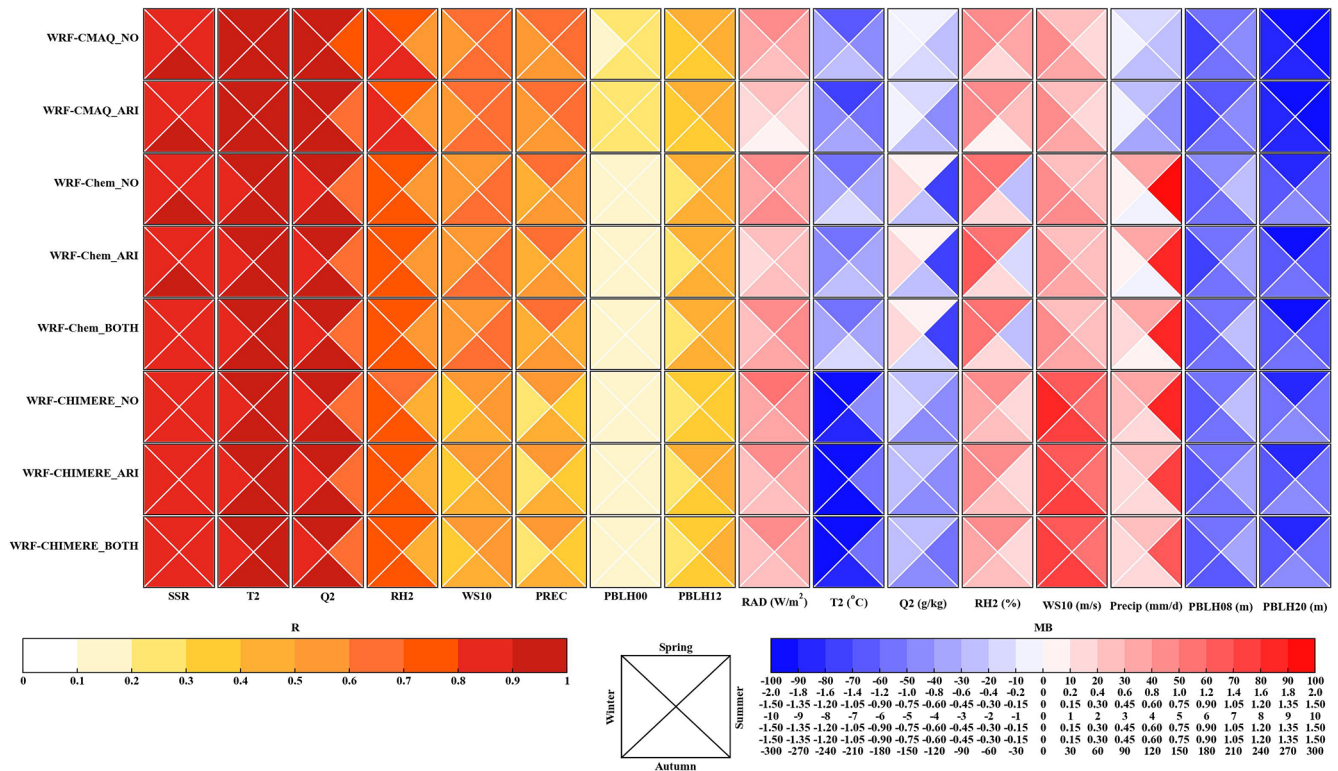 WRF-CMAQ_NO
WRF-CMAQ_ARI
WRF-Chem_NO
WRF-Chem_ARI
WRF-Chem_BOTH
WRF-CHIMERE_NO
WRF-CHIMERE_ARI
WRF-CHIMERE_BOTH
SSR T2 Q2 RH2 WS10 PREC PBLH00 PBLH12 RAD (W/m²) T2 (°C) Q2 (g/kg) RH2 (%) WS10 (m/s) Precip (mm/d) PBLH08 (m) PBLH20 (m)
R
0 0.1 0.2 0.3 0.4 0.5 0.6 0.7 0.8 0.9 1
Spring
Winter
Summer
Autumn
MB
-100 -90 -80 -70 -60 -50 -40 -30 -20 -10 0 10 20 30 40 50 60 70 80 90 100
-2.0 -1.8 -1.6 -1.4 -1.2 -1.0 -0.8 -0.6 -0.4 -0.2 0 0.2 0.4 0.6 0.8 1.0 1.2 1.4 1.6 1.8 2.0
-1.50 -1.35 -1.20 -1.05 -0.90 -0.75 -0.60 -0.45 -0.30 -0.15 0 0.15 0.30 0.45 0.60 0.75 0.90 1.05 1.20 1.35 1.50
-10 -9 -8 -7 -6 -5 -4 -3 -2 -1 0 1 2 3 4 5 6 7 8 9 10
-1.50 -1.35 -1.20 -1.05 -0.90 -0.75 -0.60 -0.45 -0.30 -0.15 0 0.15 0.30 0.45 0.60 0.75 0.90 1.05 1.20 1.35 1.50
-1.50 -1.35 -1.20 -1.05 -0.90 -0.75 -0.60 -0.45 -0.30 -0.15 0 0.15 0.30 0.45 0.60 0.75 0.90 1.05 1.20 1.35 1.50
-300 -270 -240 -210 -180 -150 -120 -90 -60 -30 0 30 60 90 120 150 180 210 240 270 300